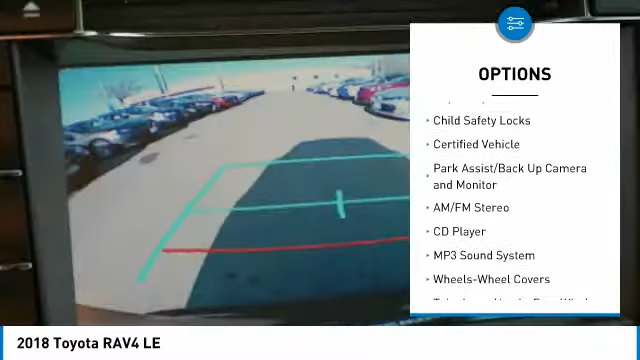 OPTIONS
Child Safety Locks
Certified Vehicle
Park Assist/Back Up Camera
and Monitor
AM/FM Stereo
CD Player
MP3 Sound System
Wheels-Wheel Covers
2018 Toyota RAV4 LE